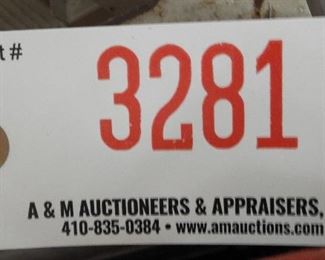 t #
3281
A & M AUCTIONEERS & APPRAISERS,
410-835-0384 • www.amauctions.com